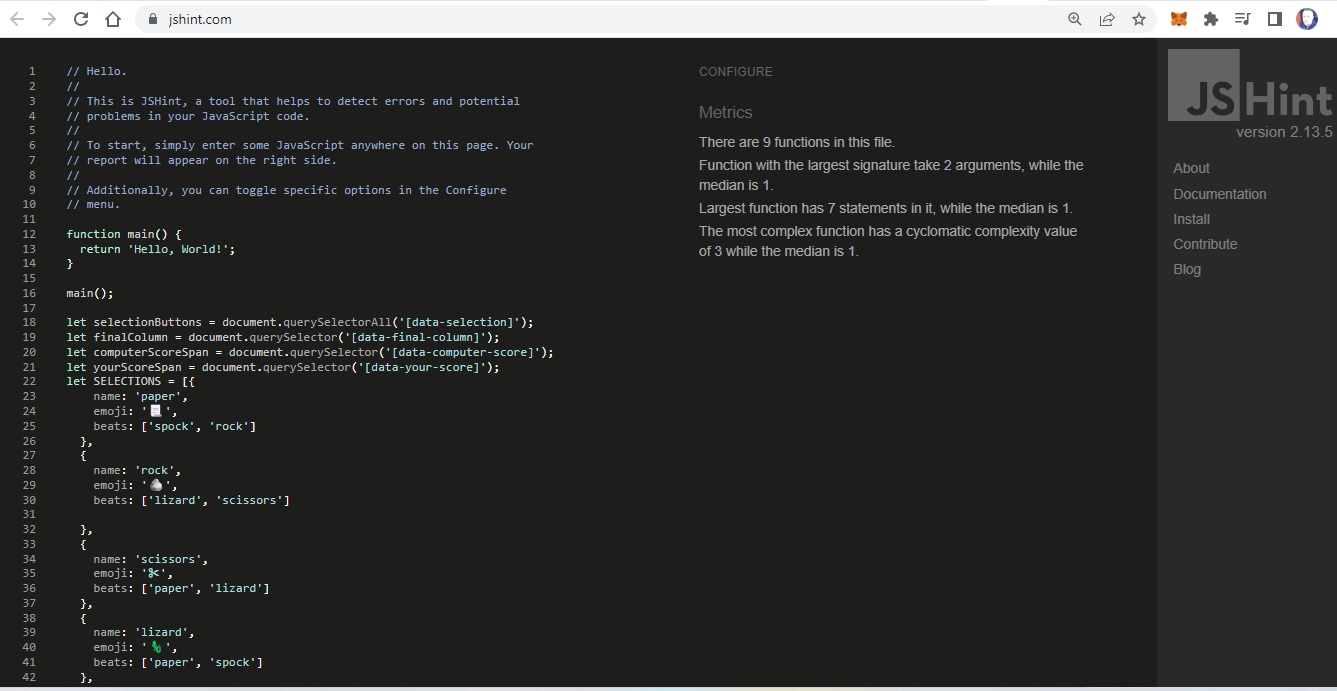 jshint.com
1 // Hello.
2 //
3 // This is JSHint, a tool that helps to detect errors and potential
4 // problems in your JavaScript code.
5 //
6 // To start, simply enter some JavaScript anywhere on this page. Your
7 // report will appear on the right side.
8 //
9 // Additionally, you can toggle specific options in the Configure
10 // menu.
11
12 function main() {
13   return 'Hello, World!';
14 }
15
16 main();
17
18 let selectionButtons = document.querySelectorAll('[data-selection]');
19 let finalColumn = document.querySelector('[data-final-column]');
20 let computerScoreSpan = document.querySelector('[data-computer-score]');
21 let yourScoreSpan = document.querySelector('[data-your-score]');
22 let SELECTIONS = [{
23     name: 'paper',
24     emoji: '📃',
25     beats: ['spock', 'rock']
26   },
27   {
28     name: 'rock',
29     emoji: '🪨',
30     beats: ['lizard', 'scissors']
31
32   },
33   {
34     name: 'scissors',
35     emoji: '✂',
36     beats: ['paper', 'lizard']
37   },
38   {
39     name: 'lizard',
40     emoji: '🦎',
41     beats: ['paper', 'spock']
42   },
CONFIGURE
Metrics
There are 9 functions in this file.
Function with the largest signature take 2 arguments, while the
median is 1.
Largest function has 7 statements in it, while the median is 1.
The most complex function has a cyclomatic complexity value
of 3 while the median is 1.
JSHint
version 2.13.5
About
Documentation
Install
Contribute
Blog